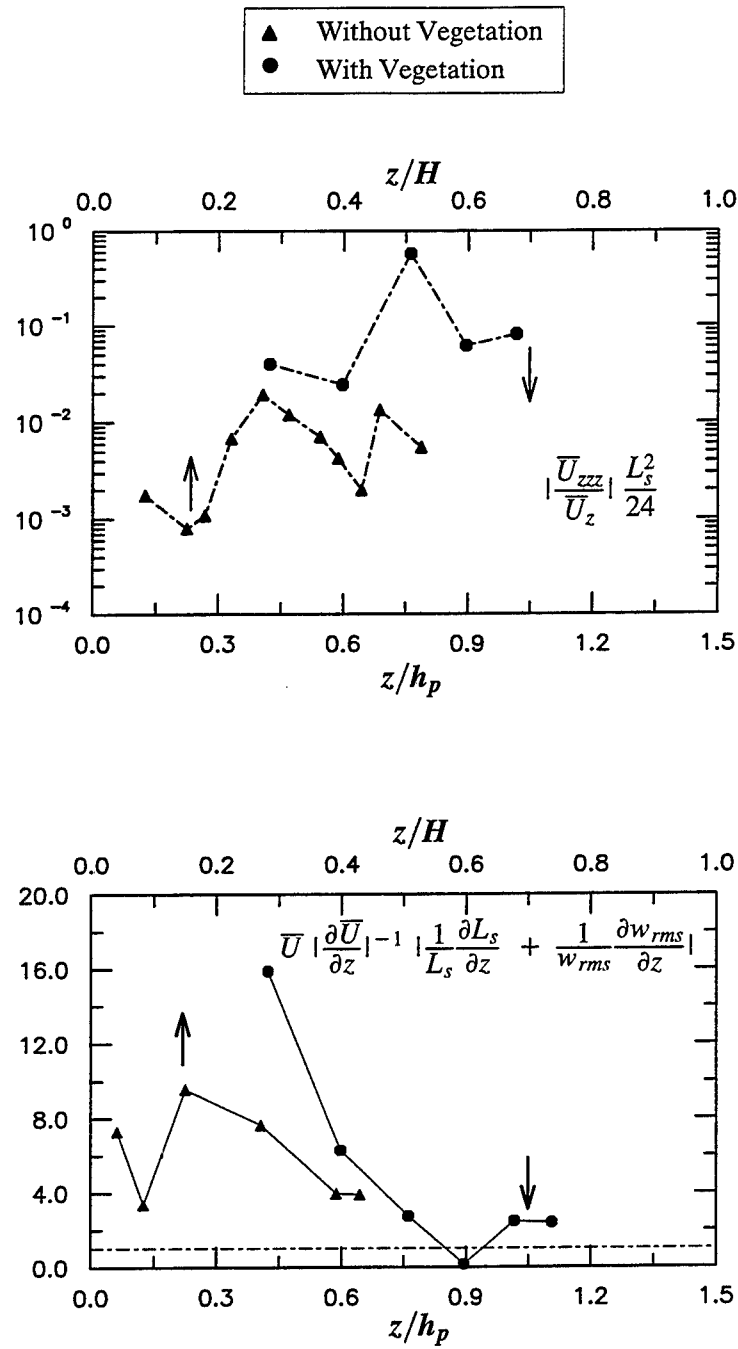 ▲ Without Vegetation
● With Vegetation
z/H
0.0 0.2 0.4 0.6 0.8 1.0
10⁰
10⁻¹
10⁻²
10⁻³
10⁻⁴
|U̅_zzz / U̅_z| L_s² / 24
0.0 0.3 0.6 0.9 1.2 1.5
z/h_p
z/H
0.0 0.2 0.4 0.6 0.8 1.0
20.0
U̅ |∂U̅/∂z|⁻¹ |1/L_s ∂L_s/∂z + 1/w_rms ∂w_rms/∂z|
16.0
12.0
8.0
4.0
0.0
0.0 0.3 0.6 0.9 1.2 1.5
z/h_p